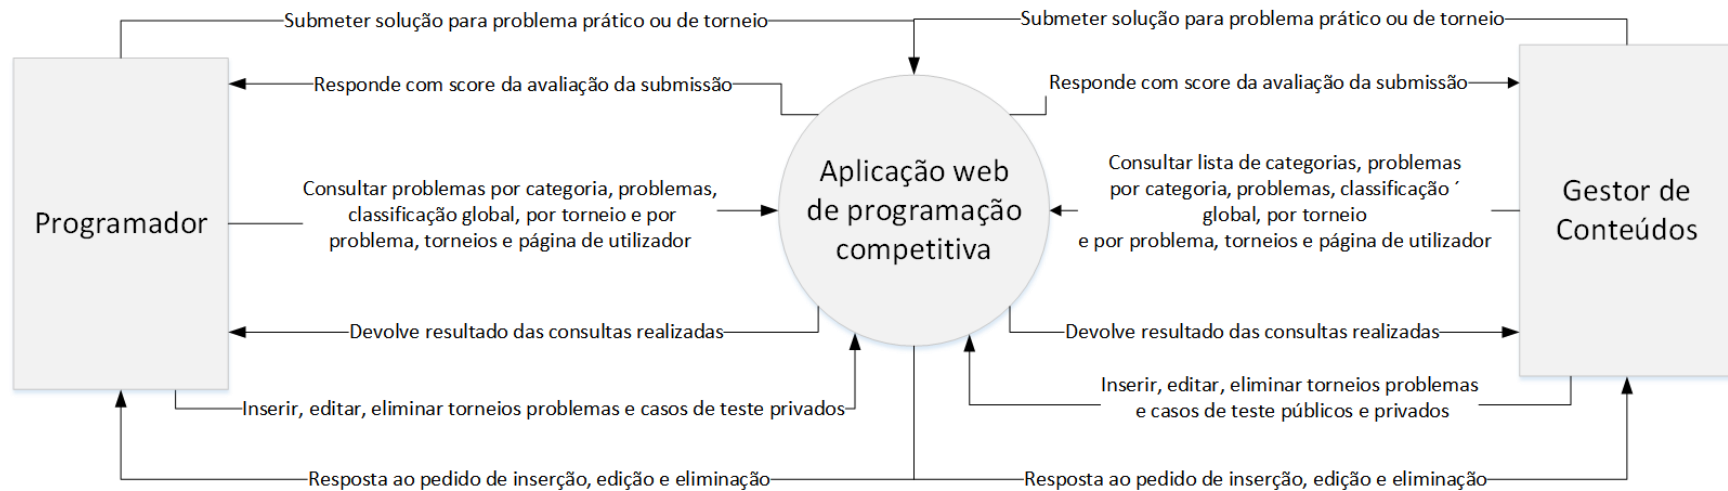 Submeter solução para problema prático ou de torneio
Submeter solução para problema prático ou de torneio
Responde com score da avaliação da submissão
Responde com score da avaliação da submissão
Programador
Consultar problemas por categoria, problemas,
classificação global, por torneio e por
problema, torneios e página de utilizador
Aplicação web
de programação
competitiva
Consultar lista de categorias, problemas
por categoria, problemas, classificação ´
global, por torneio
e por problema, torneios e página de utilizador
Gestor de
Conteúdos
Devolve resultado das consultas realizadas
Devolve resultado das consultas realizadas
Inserir, editar, eliminar torneios problemas e casos de teste privados
Inserir, editar, eliminar torneios problemas
e casos de teste públicos e privados
Resposta ao pedido de inserção, edição e eliminação
Resposta ao pedido de inserção, edição e eliminação